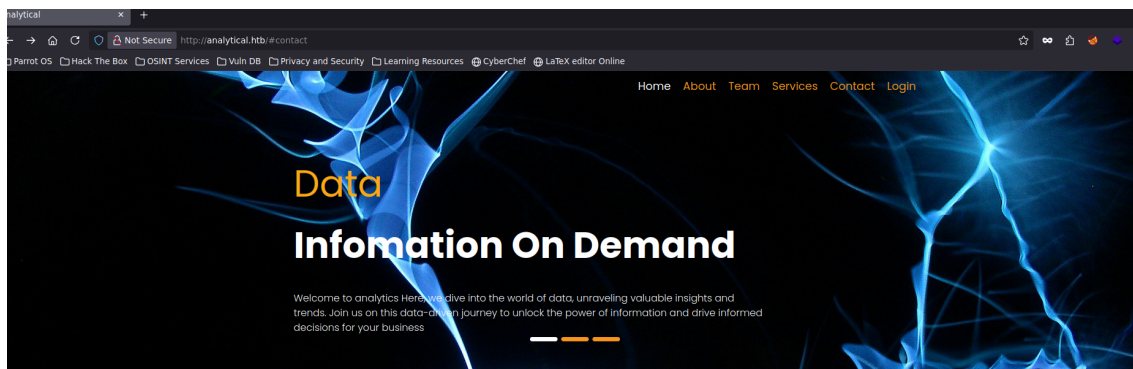 nalytical × +
Not Secure http://analytical.htb/#contact
Parrot OS Hack The Box OSINT Services Vuln DB Privacy and Security Learning Resources CyberChef LaTeX editor Online
Home About Team Services Contact Login
Data
Infomation On Demand
Welcome to analytics Here, we dive into the world of data, unraveling valuable insights and
trends. Join us on this data-driven journey to unlock the power of information and drive informed
decisions for your business